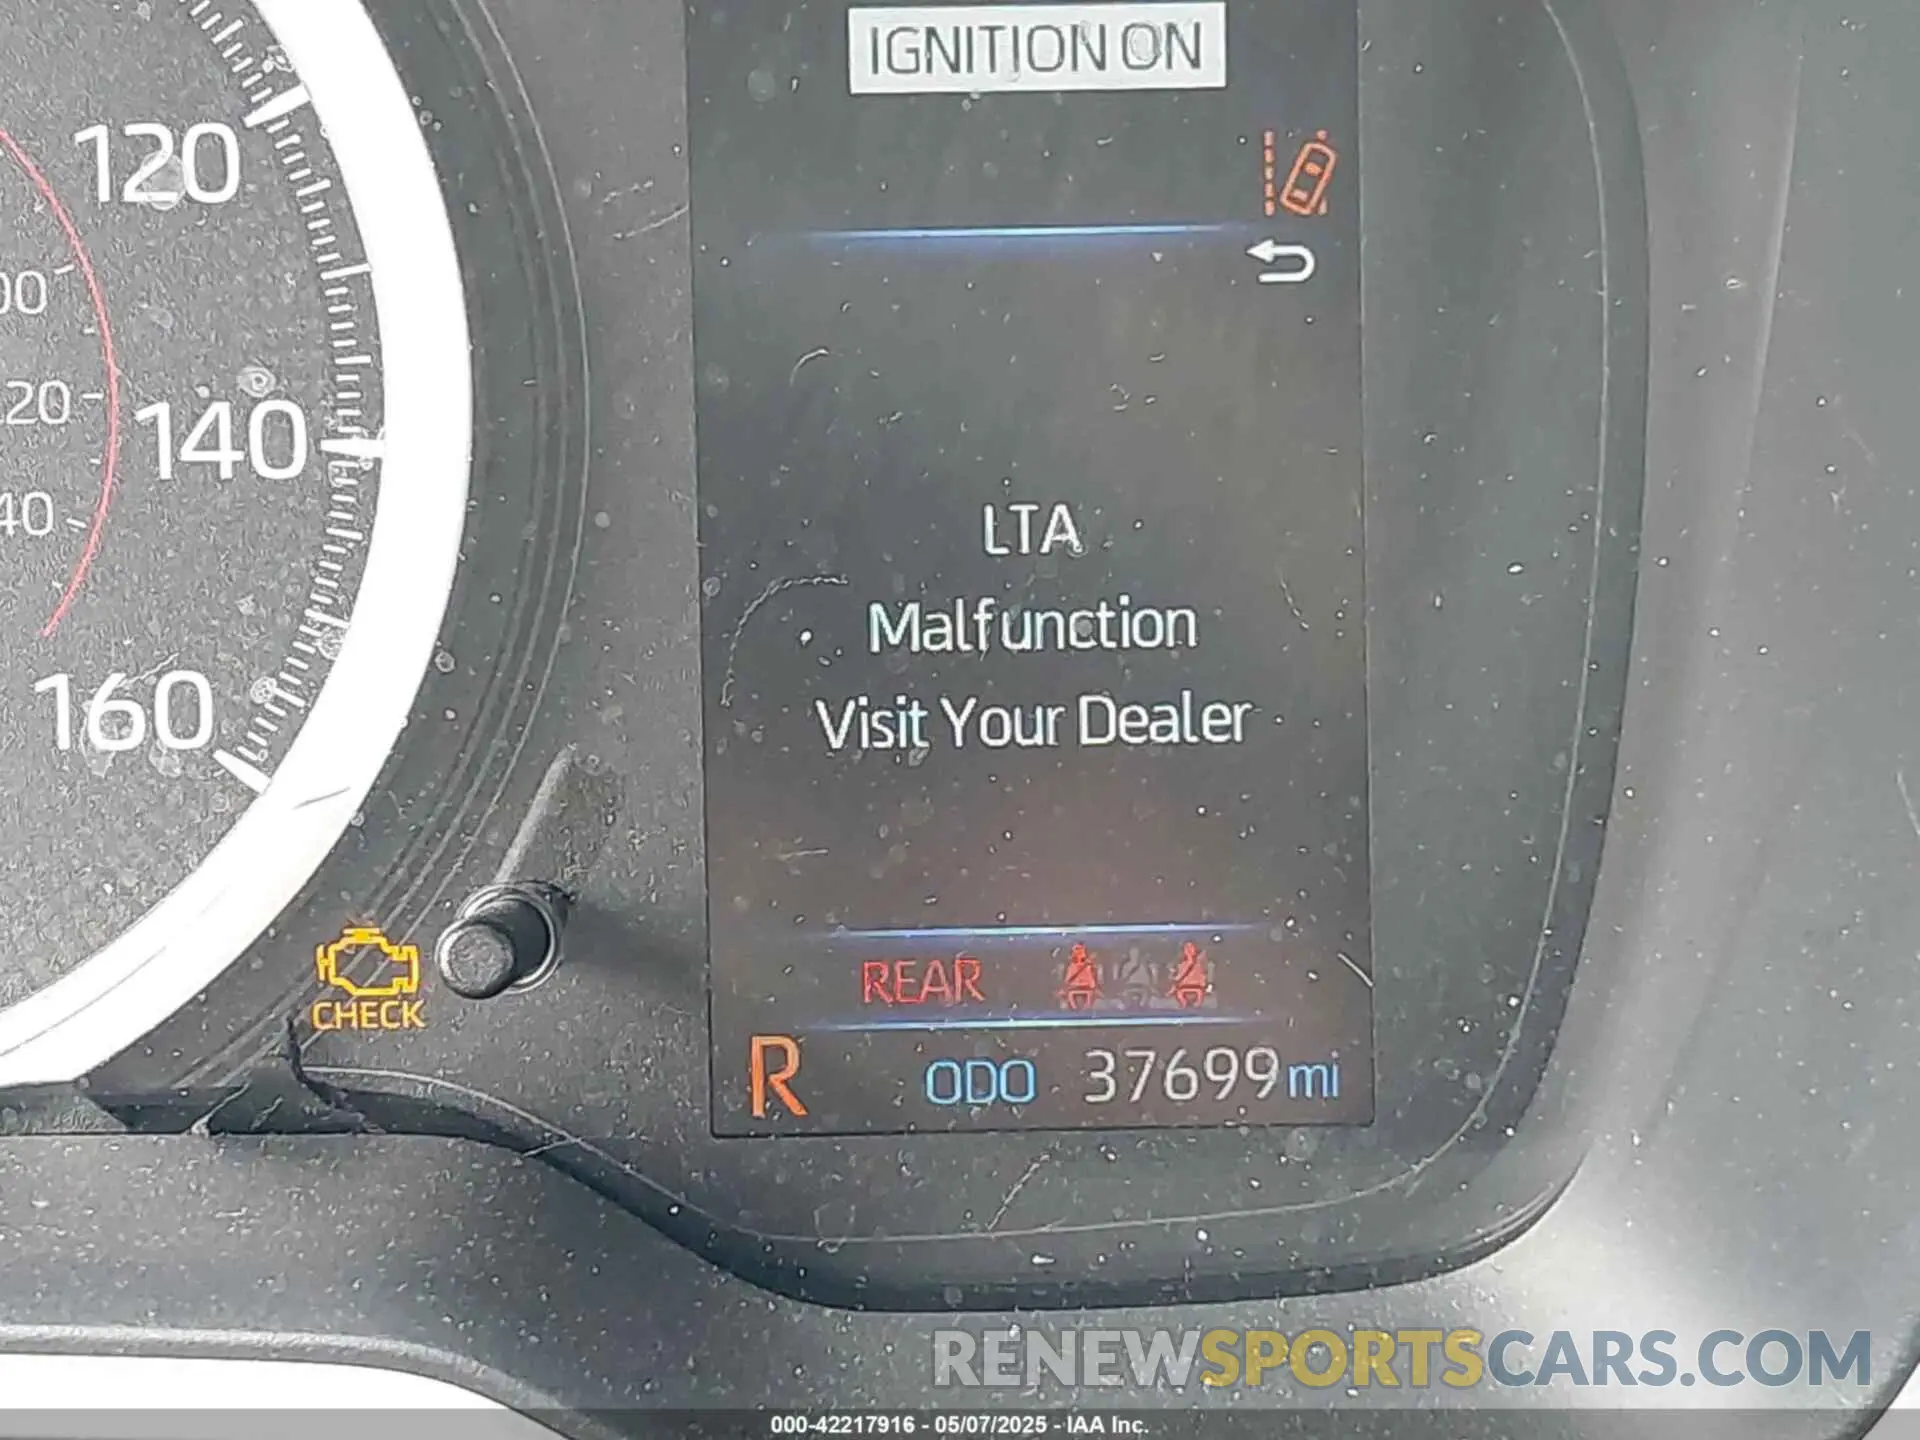 IGNITION ON
120
140
160
20
40
LTA
Malfunction
Visit Your Dealer
CHECK
REAR
R ODO 37699 mi
RENEWSPORTSCARS.COM
000-42217916 - 05/07/2025 - IAA Inc.